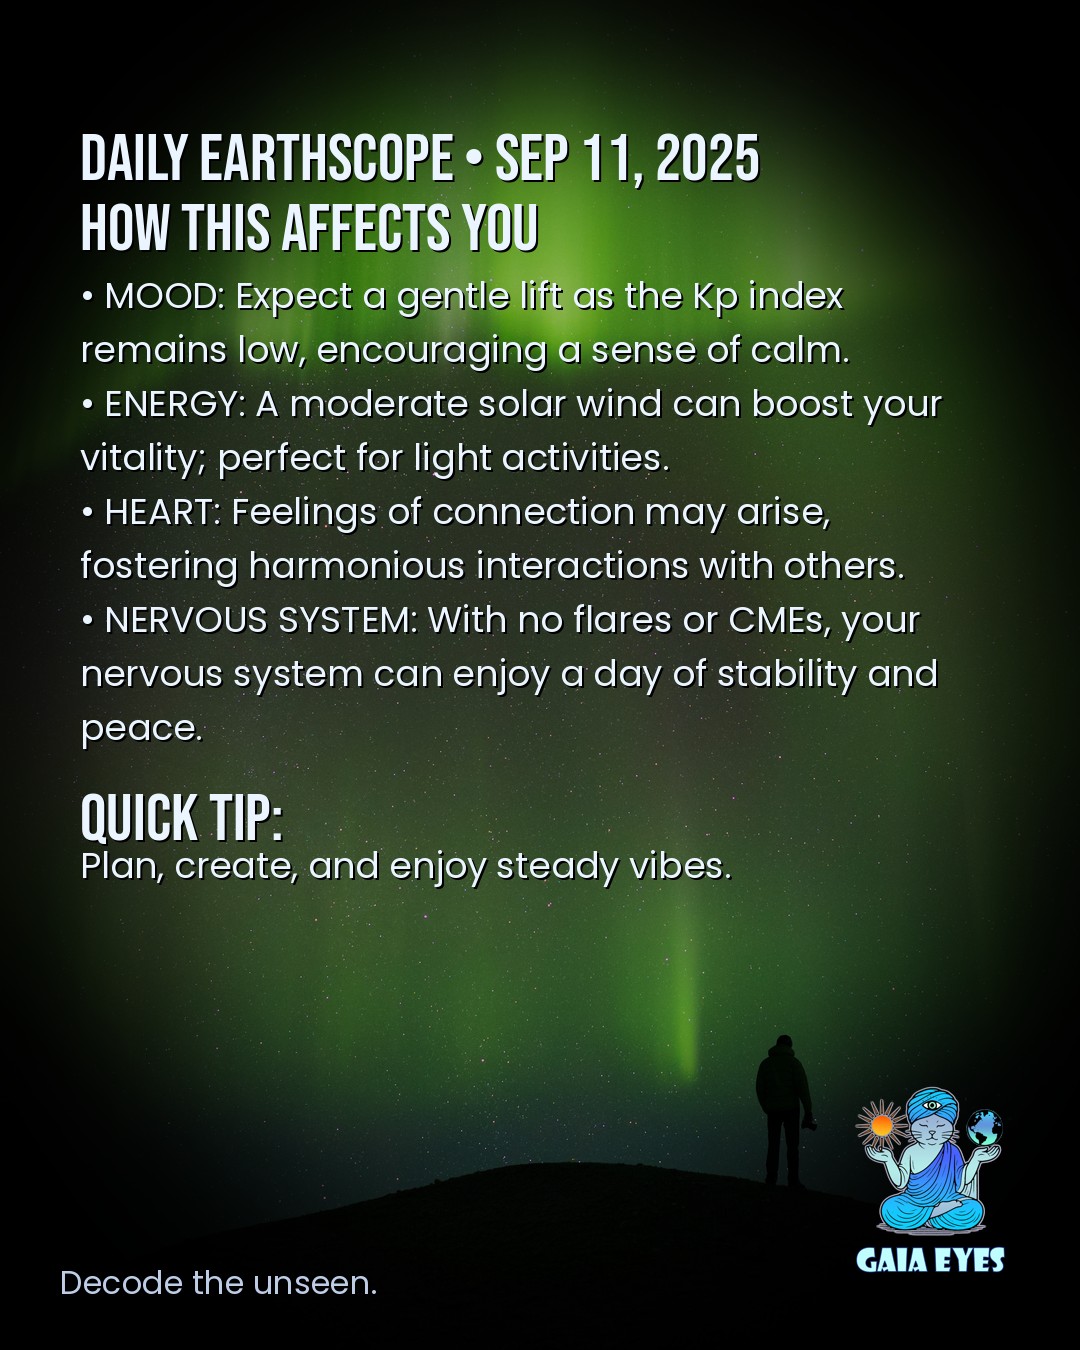 DAILY EARTHSCOPE • SEP 11, 2025
HOW THIS AFFECTS YOU
• MOOD: Expect a gentle lift as the Kp index
remains low, encouraging a sense of calm.
• ENERGY: A moderate solar wind can boost your
vitality; perfect for light activities.
• HEART: Feelings of connection may arise,
fostering harmonious interactions with others.
• NERVOUS SYSTEM: With no flares or CMEs, your
nervous system can enjoy a day of stability and
peace.
QUICK TIP:
Plan, create, and enjoy steady vibes.
GAIA EYES
Decode the unseen.